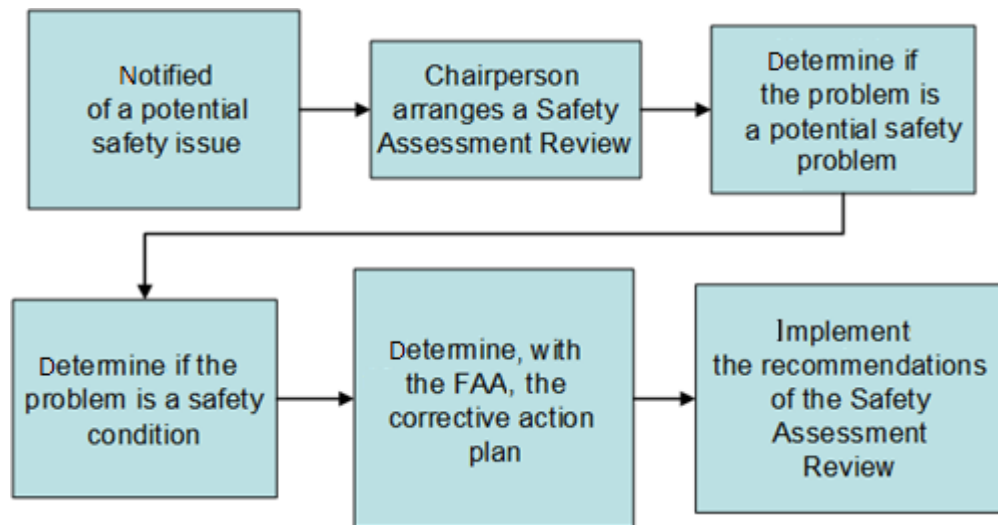 Notified
of a potential
safety issue
Chairperson
arranges a Safety
Assessment Review
Determine if
the problem is
a potential safety
problem
Determine if the
problem is a safety
condition
Determine, with
the FAA, the
corrective action
plan
Implement
the recommendations
of the Safety
Assessment
Review